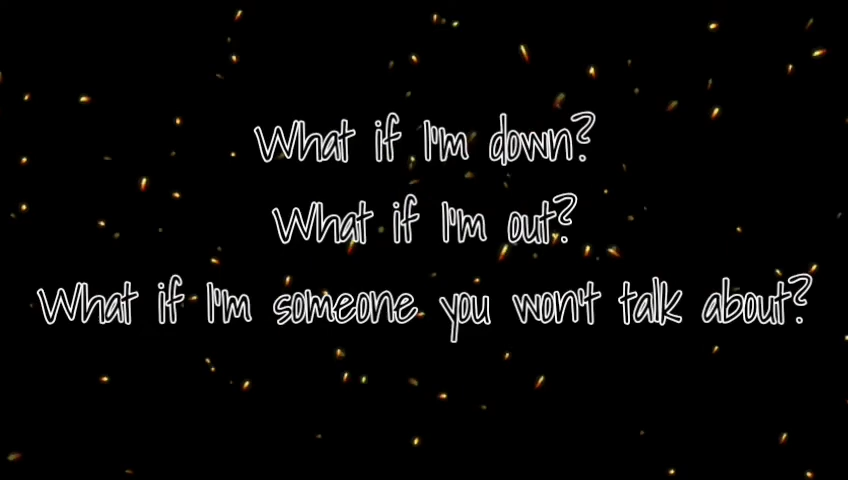 What if I'm down?
What if I'm out?
What if I'm someone you won't talk about?